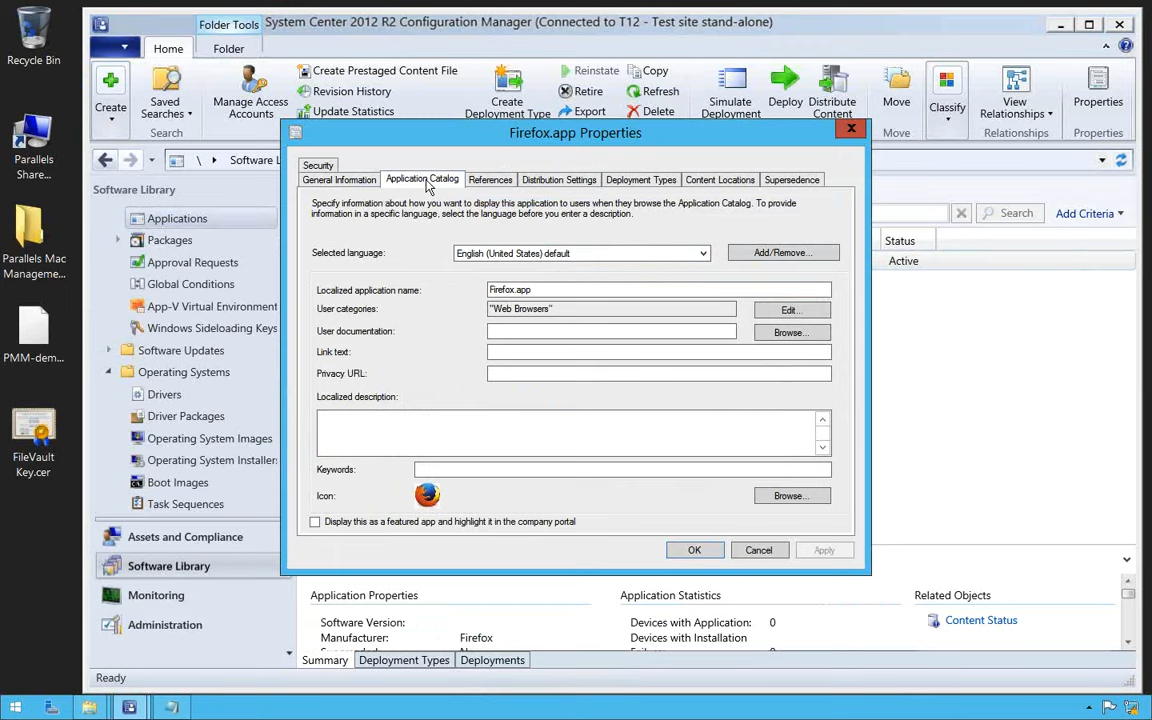 Recycle Bin
Parallels
Share...
Parallels Mac
Manageme...
PMM-dem...
FileVault
Key.cer
Folder Tools
System Center 2012 R2 Configuration Manager (Connected to T12 - Test site stand-alone)
Home
Folder
Create
Saved
Searches
Search
Manage Access
Accounts
Create Prestaged Content File
Revision History
Update Statistics
Create
Deployment Type
Reinstate
Retire
Export
Copy
Refresh
Delete
Simulate
Deployment
Deploy
Distribute
Content
Move
Move
Classify
View
Relationships
Relationships
Properties
Properties
\
Software L
Software Library
Applications
Packages
Approval Requests
Global Conditions
App-V Virtual Environment
Windows Sideloading Keys
Software Updates
Operating Systems
Drivers
Driver Packages
Operating System Images
Operating System Installer
Boot Images
Task Sequences
Assets and Compliance
Software Library
Monitoring
Administration
Ready
Search
Add Criteria
Status
Active
Firefox.app Properties
Security
General Information
Application Catalog
References
Distribution Settings
Deployment Types
Content Locations
Supersedence
Specify information about how you want to display this application to users when they browse the Application Catalog. To provide
information in a specific language, select the language before you enter a description.
Selected language:
English (United States) default
Add/Remove...
Localized application name:
Firefox.app
User categories:
"Web Browsers"
Edit...
User documentation:
Browse...
Link text:
Privacy URL:
Localized description:
Keywords:
Icon:
Browse...
Display this as a featured app and highlight it in the company portal
OK
Cancel
Apply
Application Properties
Software Version:
Manufacturer:
Firefox
Application Statistics
Devices with Application:
0
Devices with Installation
Related Objects
Content Status
Summary
Deployment Types
Deployments